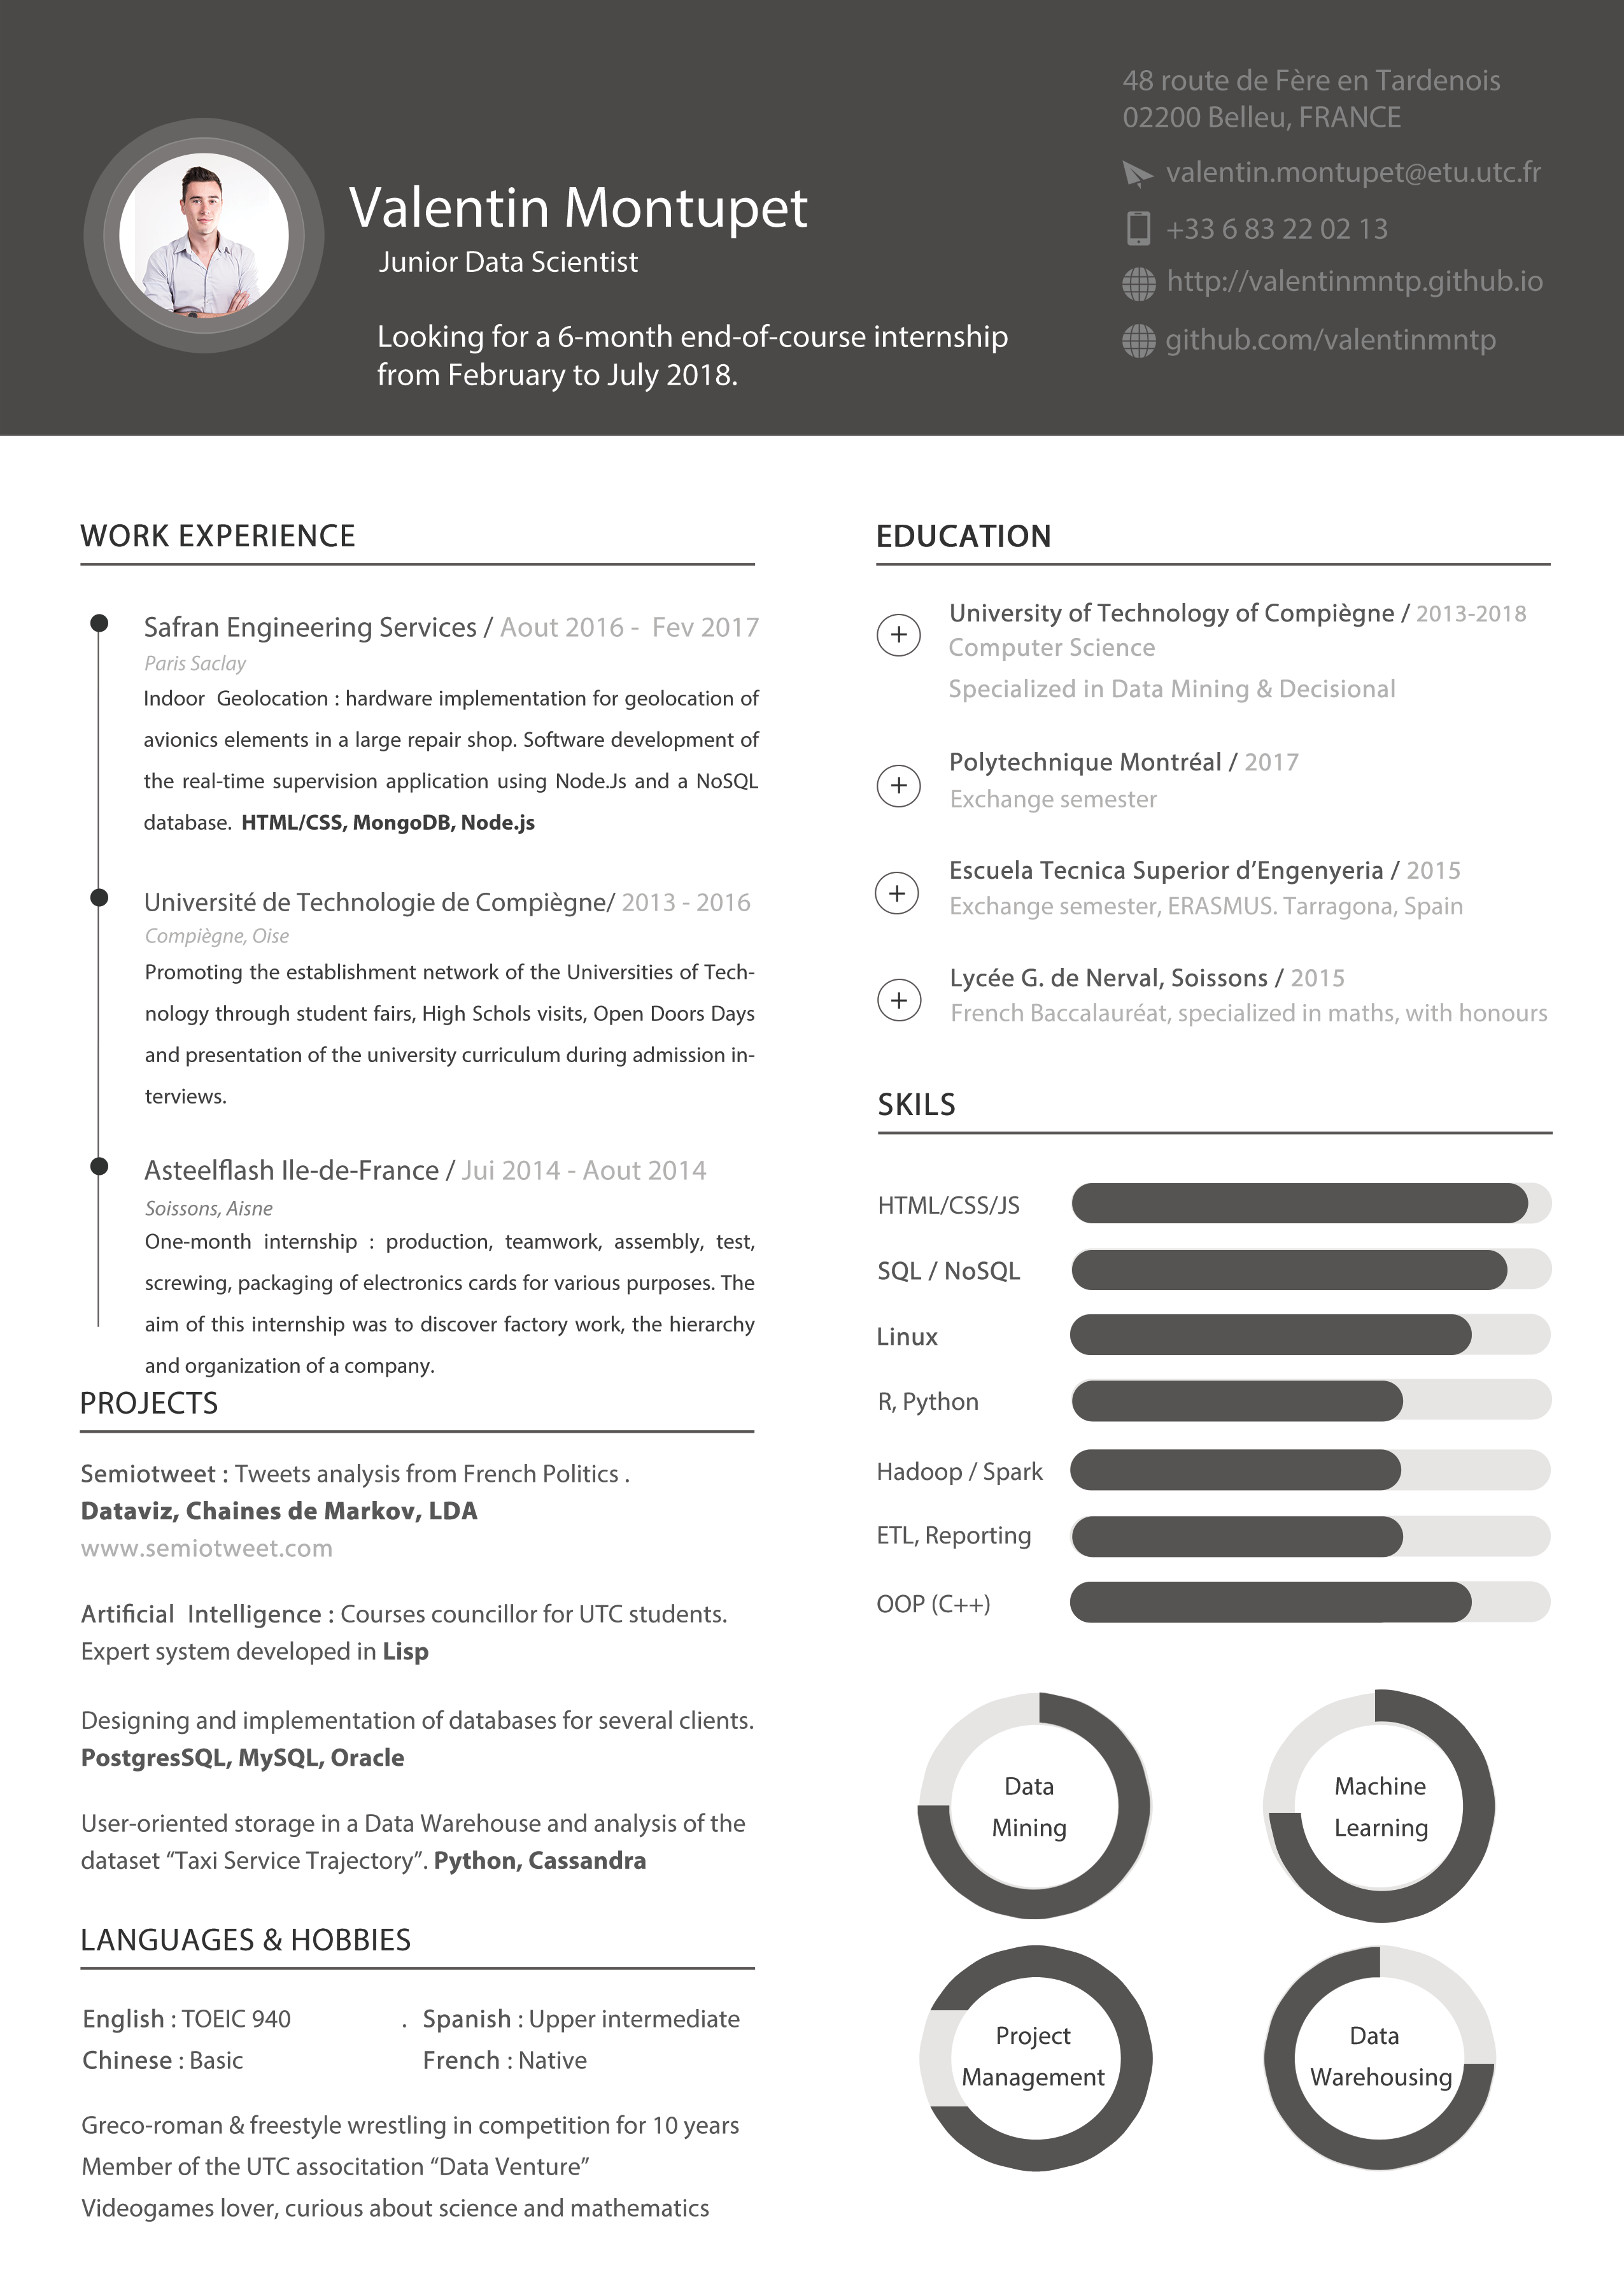 48 route de Fère en Tardenois
02200 Belleu, FRANCE
valentin.montupet@etu.utc.fr
+33 6 83 22 02 13
http://valentinmntp.github.io
github.com/valentinmntp
Valentin Montupet
Junior Data Scientist
Looking for a 6-month end-of-course internship
from February to July 2018.
WORK EXPERIENCE
Safran Engineering Services / Aout 2016 - Fev 2017
Paris Saclay
Indoor Geolocation : hardware implementation for geolocation of
avionics elements in a large repair shop. Software development of
the real-time supervision application using Node.Js and a NoSQL
database. HTML/CSS, MongoDB, Node.js
Université de Technologie de Compiègne/ 2013 - 2016
Compiègne, Oise
Promoting the establishment network of the Universities of Tech-
nology through student fairs, High Schols visits, Open Doors Days
and presentation of the university curriculum during admission in-
terviews.
Asteelflash Ile-de-France / Jui 2014 - Aout 2014
Soissons, Aisne
One-month internship : production, teamwork, assembly, test,
screwing, packaging of electronics cards for various purposes. The
aim of this internship was to discover factory work, the hierarchy
and organization of a company.
PROJECTS
Semiotweet : Tweets analysis from French Politics .
Dataviz, Chaines de Markov, LDA
www.semiotweet.com
Artificial Intelligence : Courses councillor for UTC students.
Expert system developed in Lisp
Designing and implementation of databases for several clients.
PostgresSQL, MySQL, Oracle
User-oriented storage in a Data Warehouse and analysis of the
dataset “Taxi Service Trajectory”. Python, Cassandra
LANGUAGES & HOBBIES
English : TOEIC 940 . Spanish : Upper intermediate
Chinese : Basic French : Native
Greco-roman & freestyle wrestling in competition for 10 years
Member of the UTC associtation “Data Venture”
Videogames lover, curious about science and mathematics
EDUCATION
University of Technology of Compiègne / 2013-2018
Computer Science
Specialized in Data Mining & Decisional
Polytechnique Montréal / 2017
Exchange semester
Escuela Tecnica Superior d’Engenyeria / 2015
Exchange semester, ERASMUS. Tarragona, Spain
Lycée G. de Nerval, Soissons / 2015
French Baccalauréat, specialized in maths, with honours
SKILS
HTML/CSS/JS
SQL / NoSQL
Linux
R, Python
Hadoop / Spark
ETL, Reporting
OOP (C++)
Data
Mining
Machine
Learning
Project
Management
Data
Warehousing